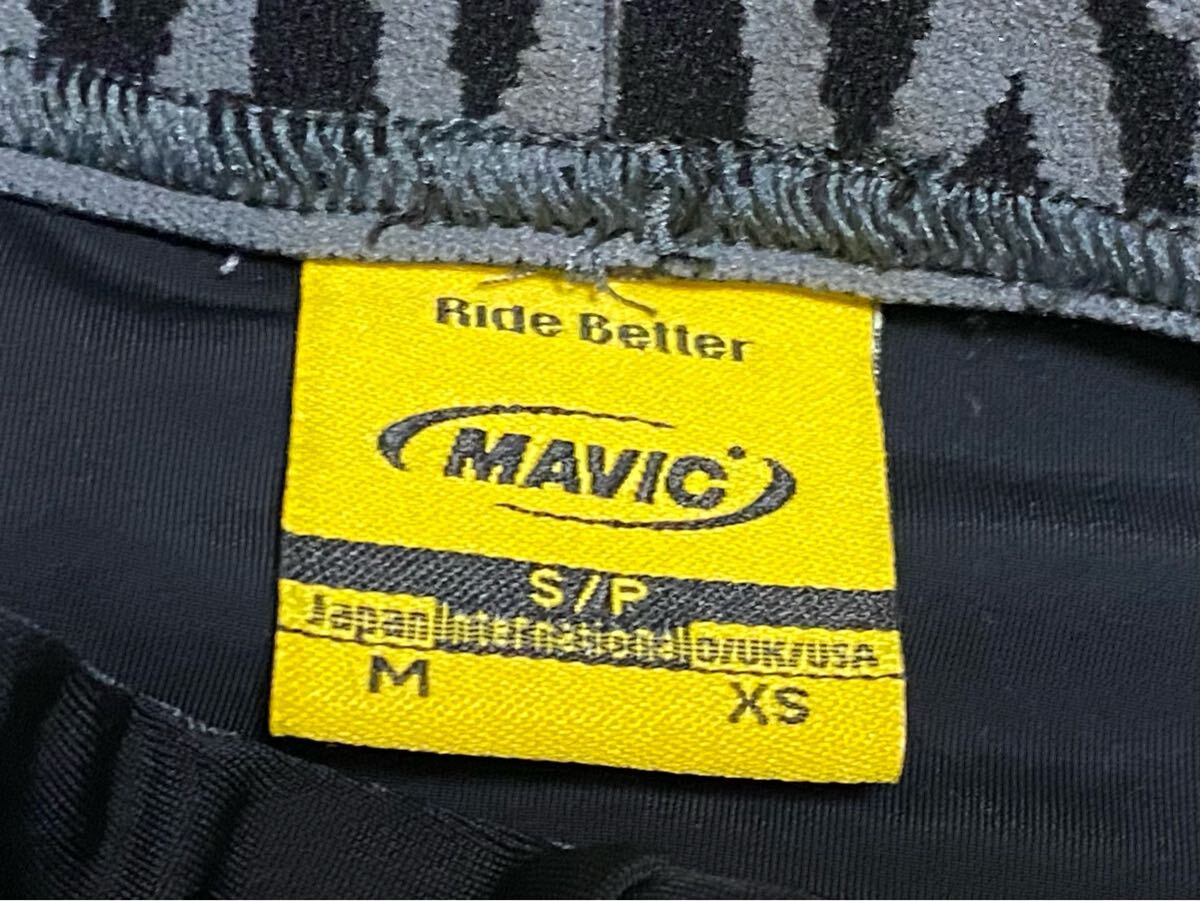 Ride Better
MAVIC
S/P
Japan International D/UK/USA
M XS